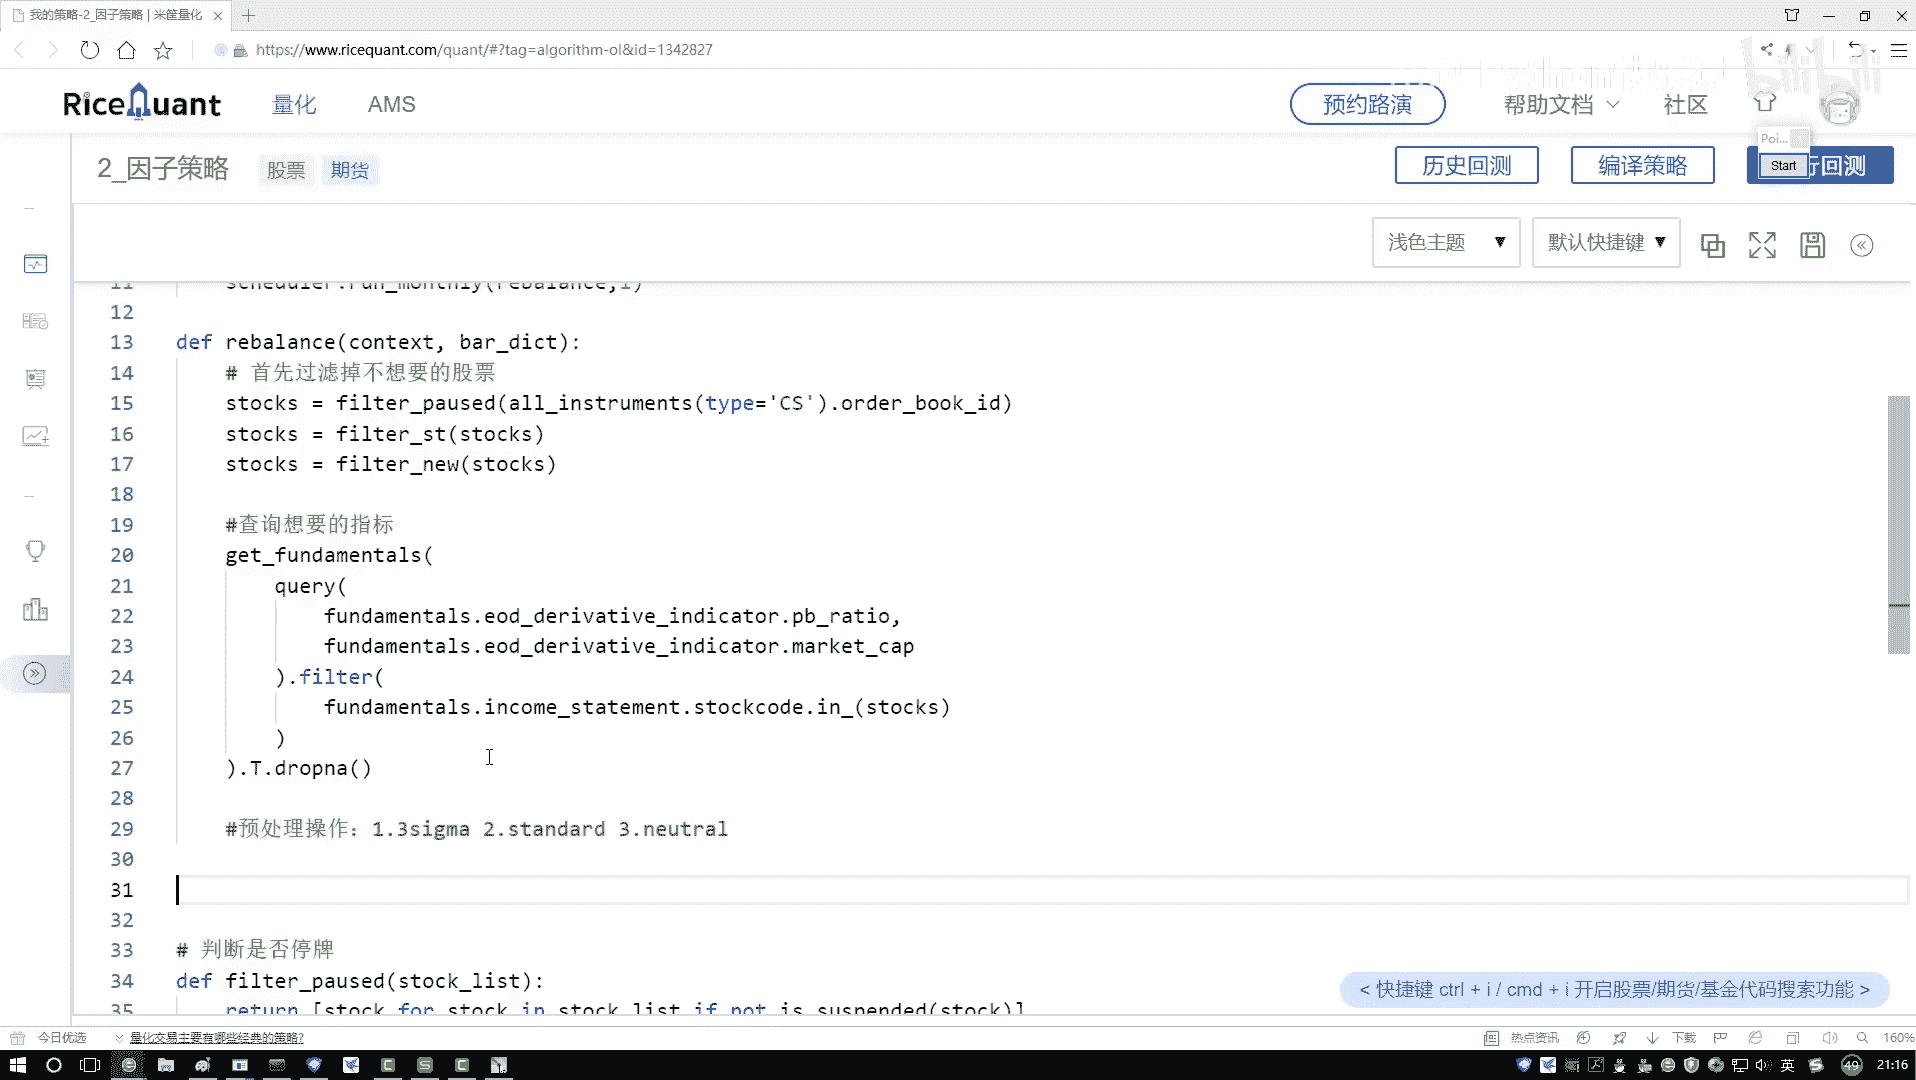 我的策略-2_因子策略 | 米筐量化
https://www.ricequant.com/quant/#?tag=algorithm-ol&id=1342827
bilibili
RiceQuant 量化 AMS 预约路演 帮助文档 社区
Poi...
2_因子策略 股票 期货 历史回测 编译策略 Start 行回测
浅色主题 默认快捷键
11 scheduler.run_monthly(rebalance,1)
12
13 def rebalance(context, bar_dict):
14 # 首先过滤掉不想要的股票
15 stocks = filter_paused(all_instruments(type='CS').order_book_id)
16 stocks = filter_st(stocks)
17 stocks = filter_new(stocks)
18
19 #查询想要的指标
20 get_fundamentals(
21 query(
22 fundamentals.eod_derivative_indicator.pb_ratio,
23 fundamentals.eod_derivative_indicator.market_cap
24 ).filter(
25 fundamentals.income_statement.stockcode.in_(stocks)
26 )
27 ).T.dropna()
28
29 #预处理操作：1.3sigma 2.standard 3.neutral
30
31
32
33 # 判断是否停牌
34 def filter_paused(stock_list):
35 return [stock for stock in stock_list if not is_suspended(stock)]
< 快捷键 ctrl + i / cmd + i 开启股票/期货/基金代码搜索功能 >
今日优选 量化交易主要有哪些经典的策略? 热点资讯 下载 160%
英 49 21:16